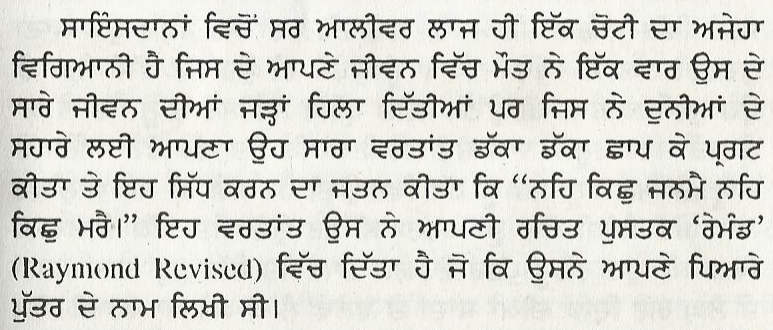 ਸਾਇੰਸਦਾਨਾਂ ਵਿਚੋਂ ਸਰ ਆਲੀਵਰ ਲਾਜ ਹੀ ਇੱਕ ਚੋਟੀ ਦਾ ਅਜੇਹਾ
ਵਿਗਿਆਨੀ ਹੈ ਜਿਸ ਦੇ ਆਪਣੇ ਜੀਵਨ ਵਿੱਚ ਮੌਤ ਨੇ ਇੱਕ ਵਾਰ ਉਸ ਦੇ
ਸਾਰੇ ਜੀਵਨ ਦੀਆਂ ਜੜ੍ਹਾਂ ਹਿਲਾ ਦਿੱਤੀਆਂ ਪਰ ਜਿਸ ਨੇ ਦੁਨੀਆਂ ਦੇ
ਸਹਾਰੇ ਲਈ ਆਪਣਾ ਉਹ ਸਾਰਾ ਵਰਤਾਂਤ ਡੱਕਾ ਡੱਕਾ ਛਾਪ ਕੇ ਪ੍ਰਗਟ
ਕੀਤਾ ਤੇ ਇਹ ਸਿੱਧ ਕਰਨ ਦਾ ਜਤਨ ਕੀਤਾ ਕਿ “ਨਹਿ ਕਿਛੁ ਜਨਮੈ ਨਹਿ
ਕਿਛੁ ਮਰੈ।” ਇਹ ਵਰਤਾਂਤ ਉਸ ਨੇ ਆਪਣੀ ਰਚਿਤ ਪੁਸਤਕ ‘ਰੇਮੰਡ’
(Raymond Revised) ਵਿੱਚ ਦਿੱਤਾ ਹੈ ਜੋ ਕਿ ਉਸਨੇ ਆਪਣੇ ਪਿਆਰੇ
ਪੁੱਤਰ ਦੇ ਨਾਮ ਲਿਖੀ ਸੀ।